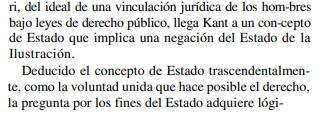 ri, del ideal de una vinculación jurídica de los hom-bres
bajo leyes de derecho público, llega Kant a un con-cepto
de Estado que implica una negación del Estado de la
Ilustración.
Deducido el concepto de Estado trascendentalmen-
te, como la voluntad unida que hace posible el derecho,
la pregunta por los fines del Estado adquiere lógi-